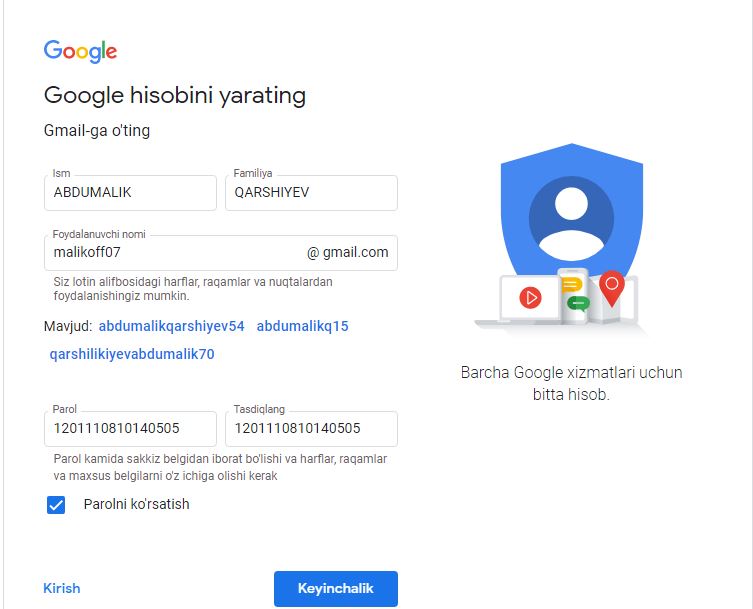 Google
Google hisobini yarating
Gmail-ga o'ting
Ism
ABDUMALIK
Familiya
QARSHIYEV
Foydalanuvchi nomi
malikoff07 @ gmail.com
Siz lotin alifbosidagi harflar, raqamlar va nuqtalardan
foydalanishingiz mumkin.
Mavjud: abdumalikqarshiyev54 abdumalikq15
qarshilikiyevabdumalik70
Parol
1201110810140505
Tasdiqlang
1201110810140505
Parol kamida sakkiz belgidan iborat bo'lishi va harflar, raqamlar
va maxsus belgilarni o'z ichiga olishi kerak
Parolni ko'rsatish
Kirish
Keyinchalik
Barcha Google xizmatlari uchun
bitta hisob.